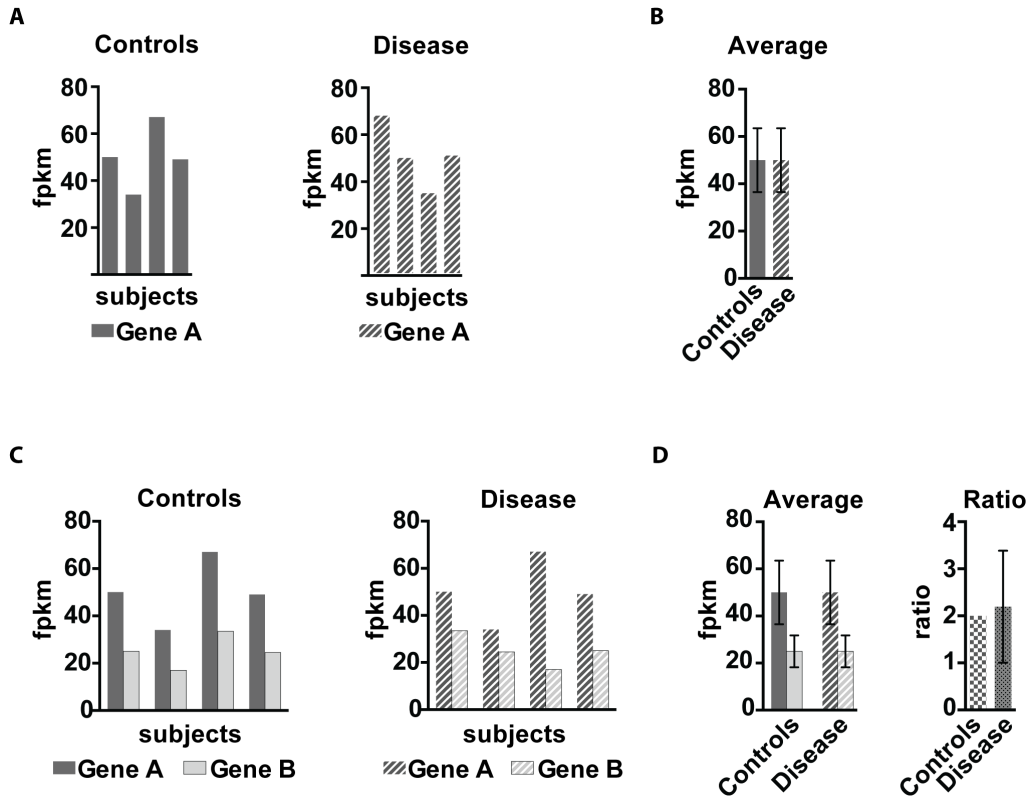 A
Controls
fpkm
80
60
40
20
subjects
Gene A
Disease
fpkm
80
60
40
20
subjects
Gene A
B
Average
fpkm
80
60
40
20
0
Controls
Disease
C
Controls
fpkm
80
60
40
20
0
subjects
Gene A Gene B
Disease
fpkm
80
60
40
20
0
subjects
Gene A Gene B
D
Average
fpkm
80
60
40
20
0
Controls
Disease
Ratio
ratio
4
3
2
1
0
Controls
Disease